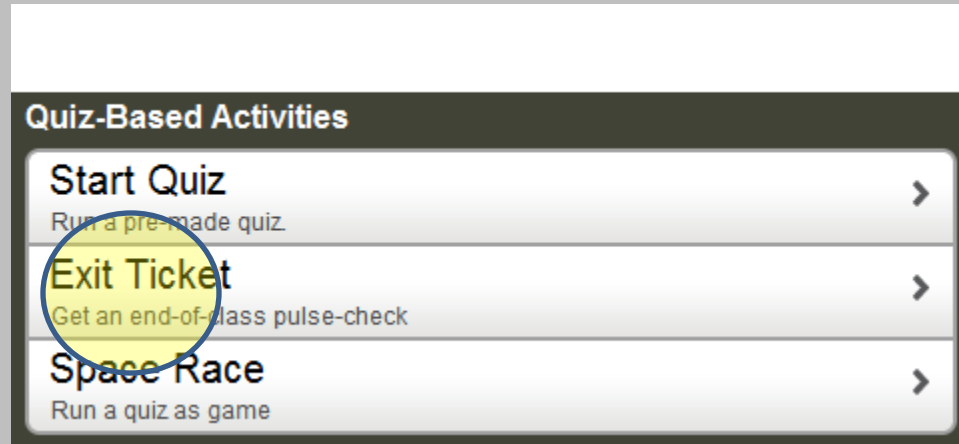 Quiz-Based Activities
Start Quiz
Run a pre-made quiz.
Exit Ticket
Get an end-of-class pulse-check
Space Race
Run a quiz as game